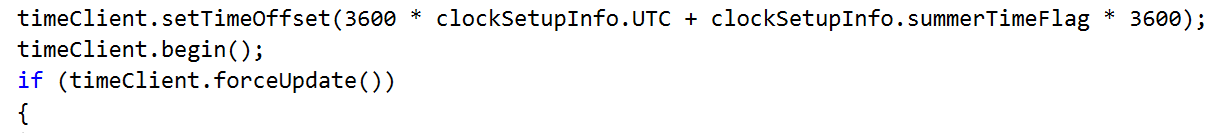 timeClient.setTimeOffset(3600 * clockSetupInfo.UTC + clockSetupInfo.summerTimeFlag * 3600);
timeClient.begin();
if (timeClient.forceUpdate())
{